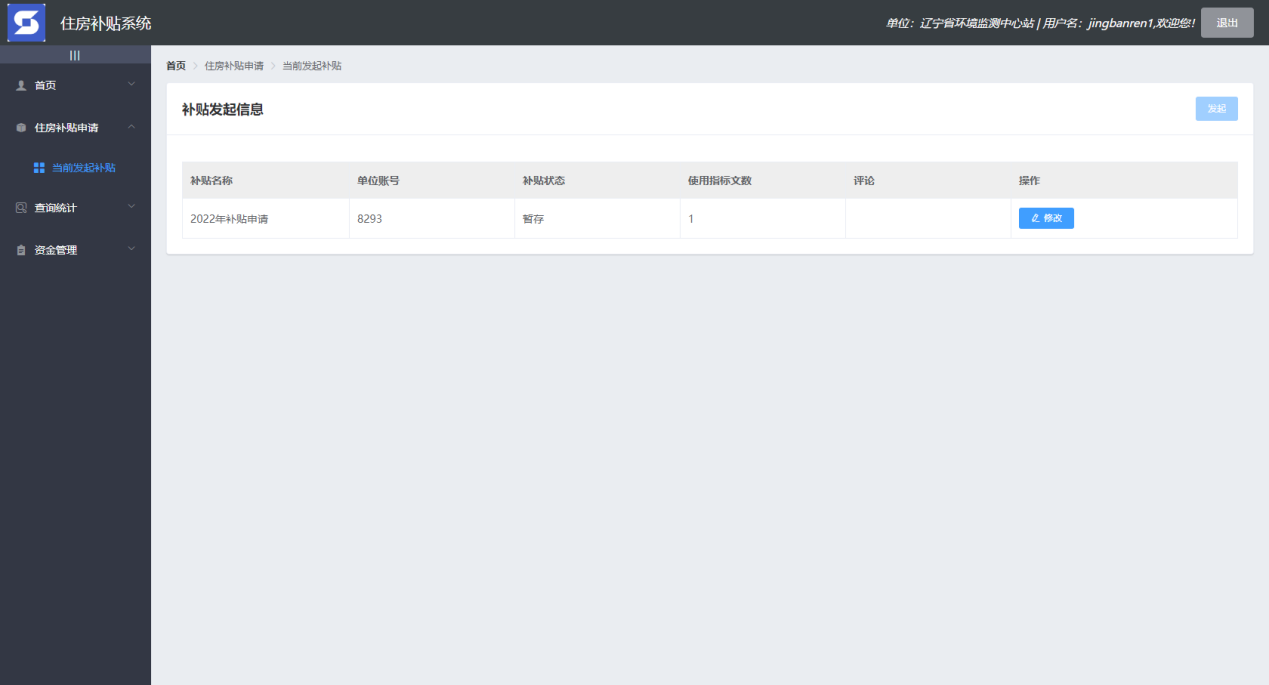 住房补贴系统
单位：辽宁省环境监测中心站 | 用户名：jingbanren1,欢迎您!
退出
首页
住房补贴申请
当前发起补贴
查询统计
资金管理
首页 > 住房补贴申请 > 当前发起补贴
补贴发起信息
发起
补贴名称 单位账号 补贴状态 使用指标文数 评论 操作
2022年补贴申请 8293 暂存 1 修改